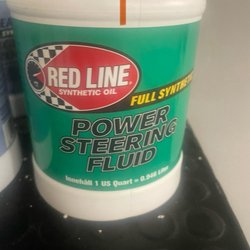 RED LINE
SYNTHETIC OIL
FULL SYNTHETIC
POWER
STEERING
FLUID
Innehåll 1 US Quart = 0.946 Liter